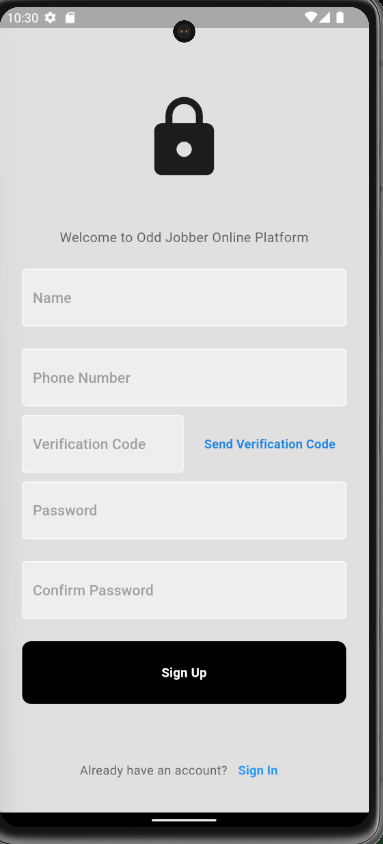 10:30
Welcome to Odd Jobber Online Platform
Name
Phone Number
Verification Code Send Verification Code
Password
Confirm Password
Sign Up
Already have an account? Sign In